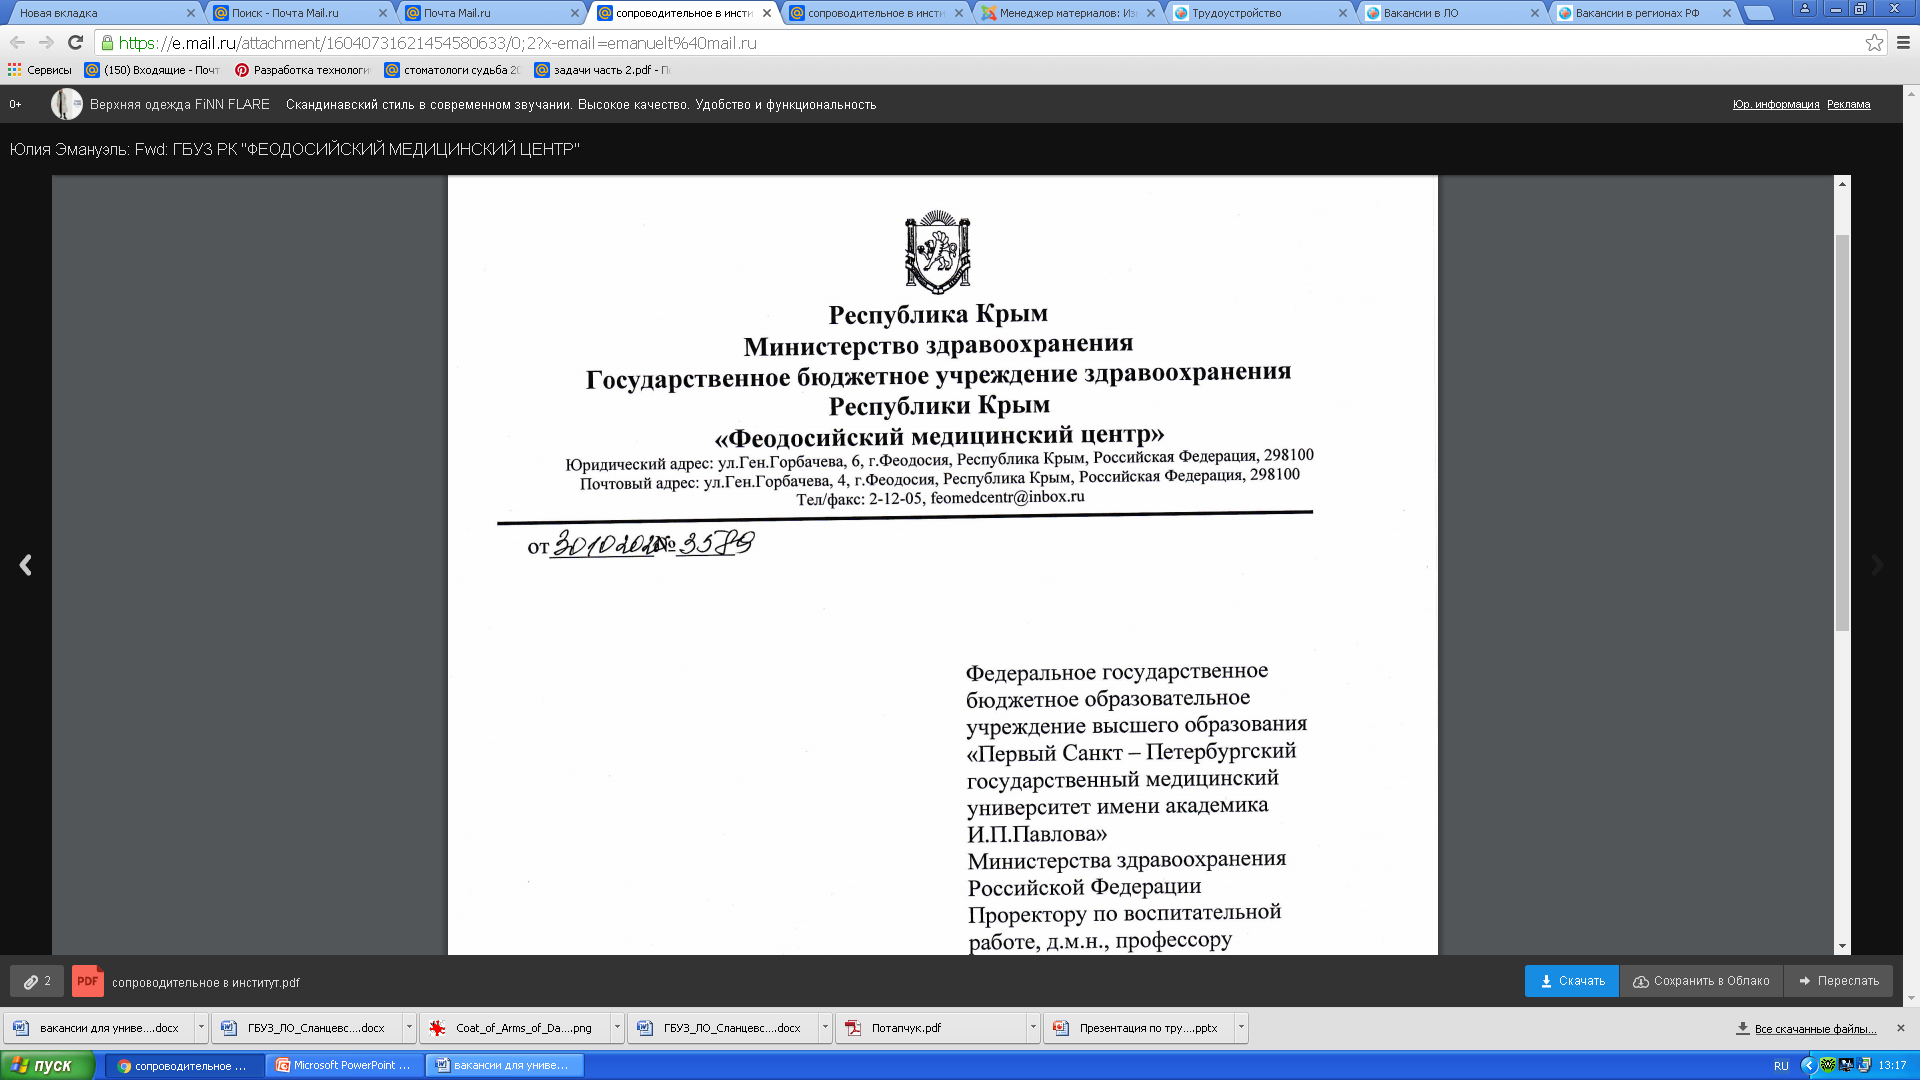 Новая вкладка
Поиск - Почта Mail.ru
Почта Mail.ru
сопроводительное в инсти
сопроводительное в инсти
Менеджер материалов: Из
Трудоустройство
Вакансии в ЛО
Вакансии в регионах РФ
https://e.mail.ru/attachment/16040731621454580633/0;2?x-email=emanuelt%40mail.ru
Сервисы
(150) Входящие - Почт
Разработка технологи
стоматологи судьба 20
задачи часть 2.pdf - П
0+
Верхняя одежда FiNN FLARE
Скандинавский стиль в современном звучании. Высокое качество. Удобство и функциональность
Юр. информация
Реклама
Юлия Эмануэль: Fwd: ГБУЗ РК "ФЕОДОСИЙСКИЙ МЕДИЦИНСКИЙ ЦЕНТР"
Республика Крым
Министерство здравоохранения
Государственное бюджетное учреждение здравоохранения
Республики Крым
«Феодосийский медицинский центр»
Юридический адрес: ул.Ген.Горбачева, 6, г.Феодосия, Республика Крым, Российская Федерация, 298100
Почтовый адрес: ул.Ген.Горбачева, 4, г.Феодосия, Республика Крым, Российская Федерация, 298100
Тел/факс: 2-12-05, feomedcentr@inbox.ru
от 30102020 № 3589
Федеральное государственное
бюджетное образовательное
учреждение высшего образования
«Первый Санкт – Петербургский
государственный медицинский
университет имени академика
И.П.Павлова»
Министерства здравоохранения
Российской Федерации
Проректору по воспитательной
работе, д.м.н., профессору
2
PDF
сопроводительное в институт.pdf
Скачать
Сохранить в Облако
Переслать
вакансии для униве....docx
ГБУЗ_ЛО_Сланцевс....docx
Coat_of_Arms_of_Da....png
ГБУЗ_ЛО_Сланцевс....docx
Потапчук.pdf
Презентация по тру....pptx
Все скачанные файлы...
пуск
сопроводительное ...
Microsoft PowerPoint ...
вакансии для униве...
RU
13:17